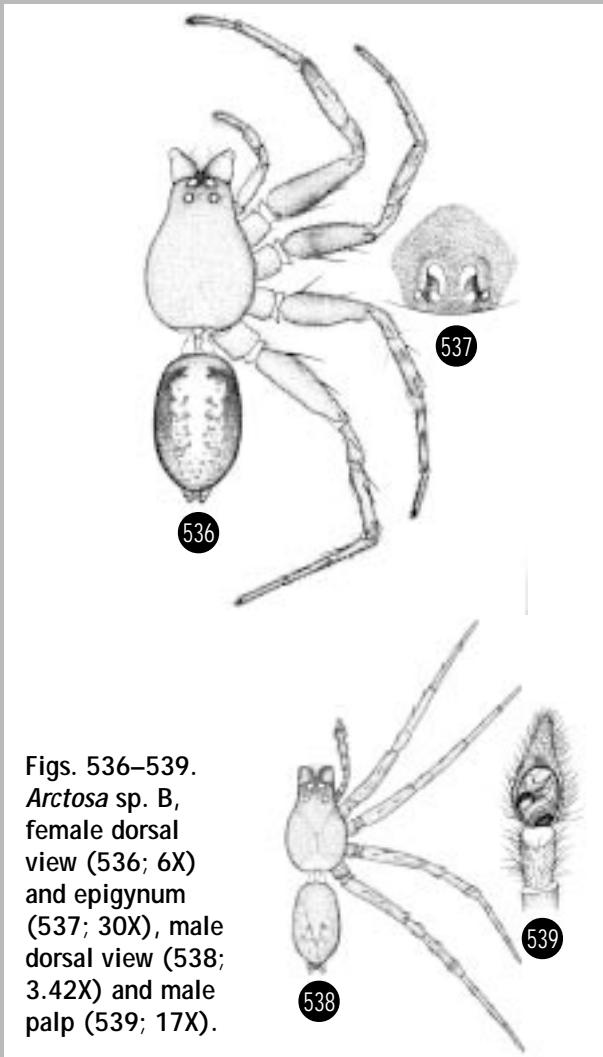 537
536
Figs. 536–539.
Arctosa sp. B,
female dorsal
view (536; 6X)
and epigynum
(537; 30X), male
dorsal view (538;
3.42X) and male
palp (539; 17X).
539
538